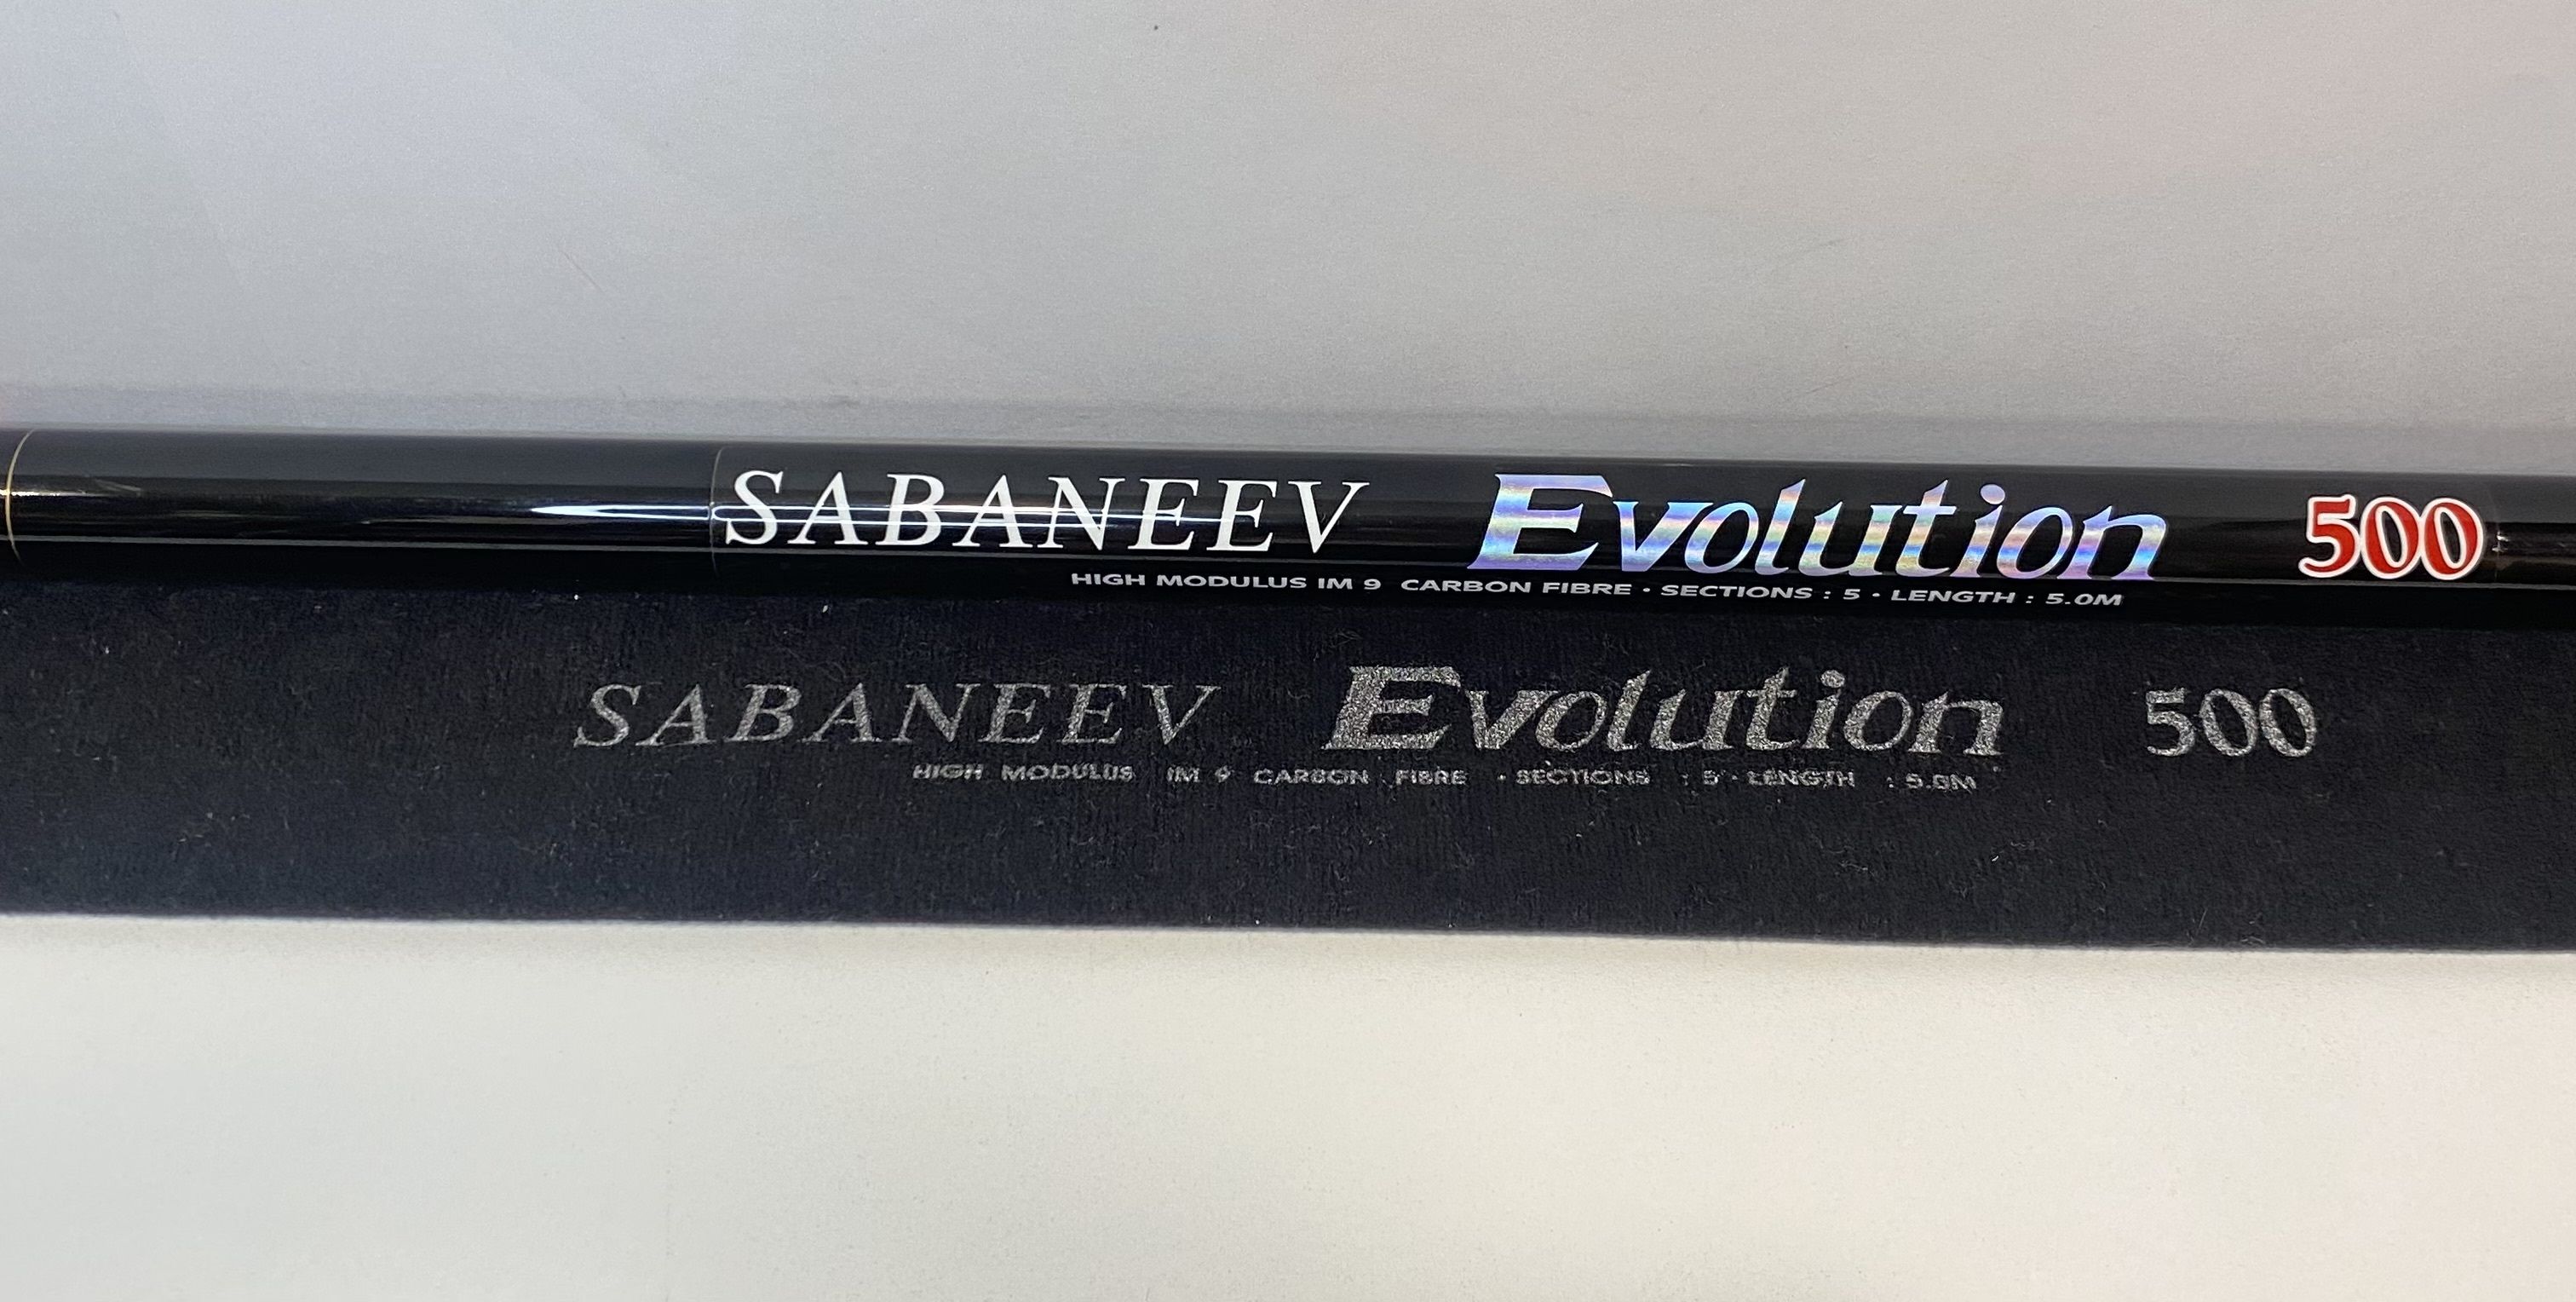 SABANEEV Evolution 500
HIGH MODULUS IM 9 CARBON FIBRE • SECTIONS : 5 • LENGTH : 5.0M
SABANEEV Evolution 500
HIGH MODULUS IM 9 CARBON FIBRE • SECTIONS : 5 • LENGTH : 5.0M